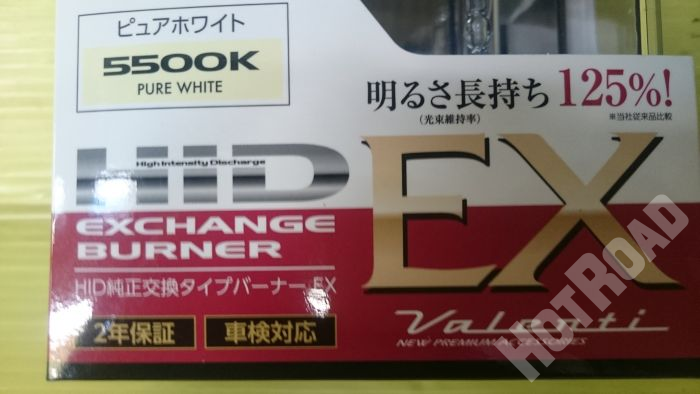 ピュアホワイト
5500K
PURE WHITE
明るさ長持ち 125%!
(光束維持率)
※当社従来品比較
HID EX
High Intensity Discharge
EXCHANGE
BURNER
HID純正交換タイプバーナー EX
2年保証 車検対応
Valenti
NEW PREMIUM ACCESSORIES
HOTROAD